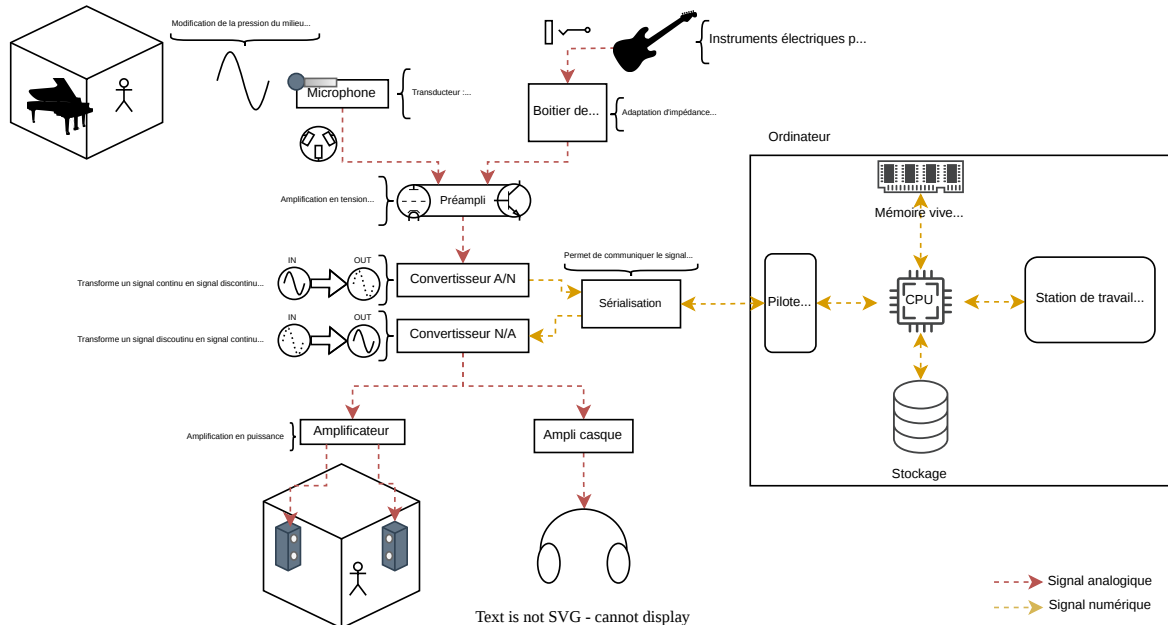 Modification de la pression du milieu...
Instruments électriques p...
Microphone
Transducteur :...
Boitier de...
Adaptation d'impédance...
Ordinateur
Mémoire vive...
Amplification en tension...
Préampli
Permet de communiquer le signal...
IN
OUT
Transforme un signal continu en signal discontinu...
Convertisseur A/N
Sérialisation
Pilote...
CPU
Station de travail...
IN
OUT
Transforme un signal discoutinu en signal continu...
Convertisseur N/A
Amplification en puissance
Amplificateur
Ampli casque
Stockage
Signal analogique
Signal numérique
Text is not SVG - cannot display